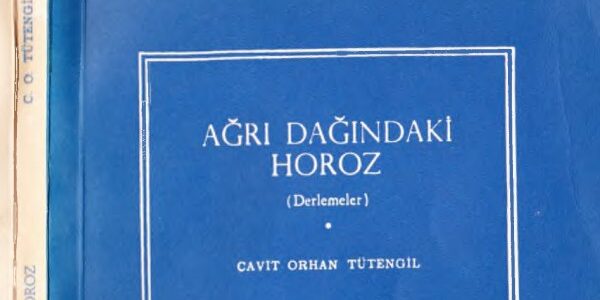 AĞRI DAĞINDAKİ
HOROZ
(Derlemeler)
CAVİT ORHAN TÜTENGİL
C. O. TÜTENGİL
HOROZ